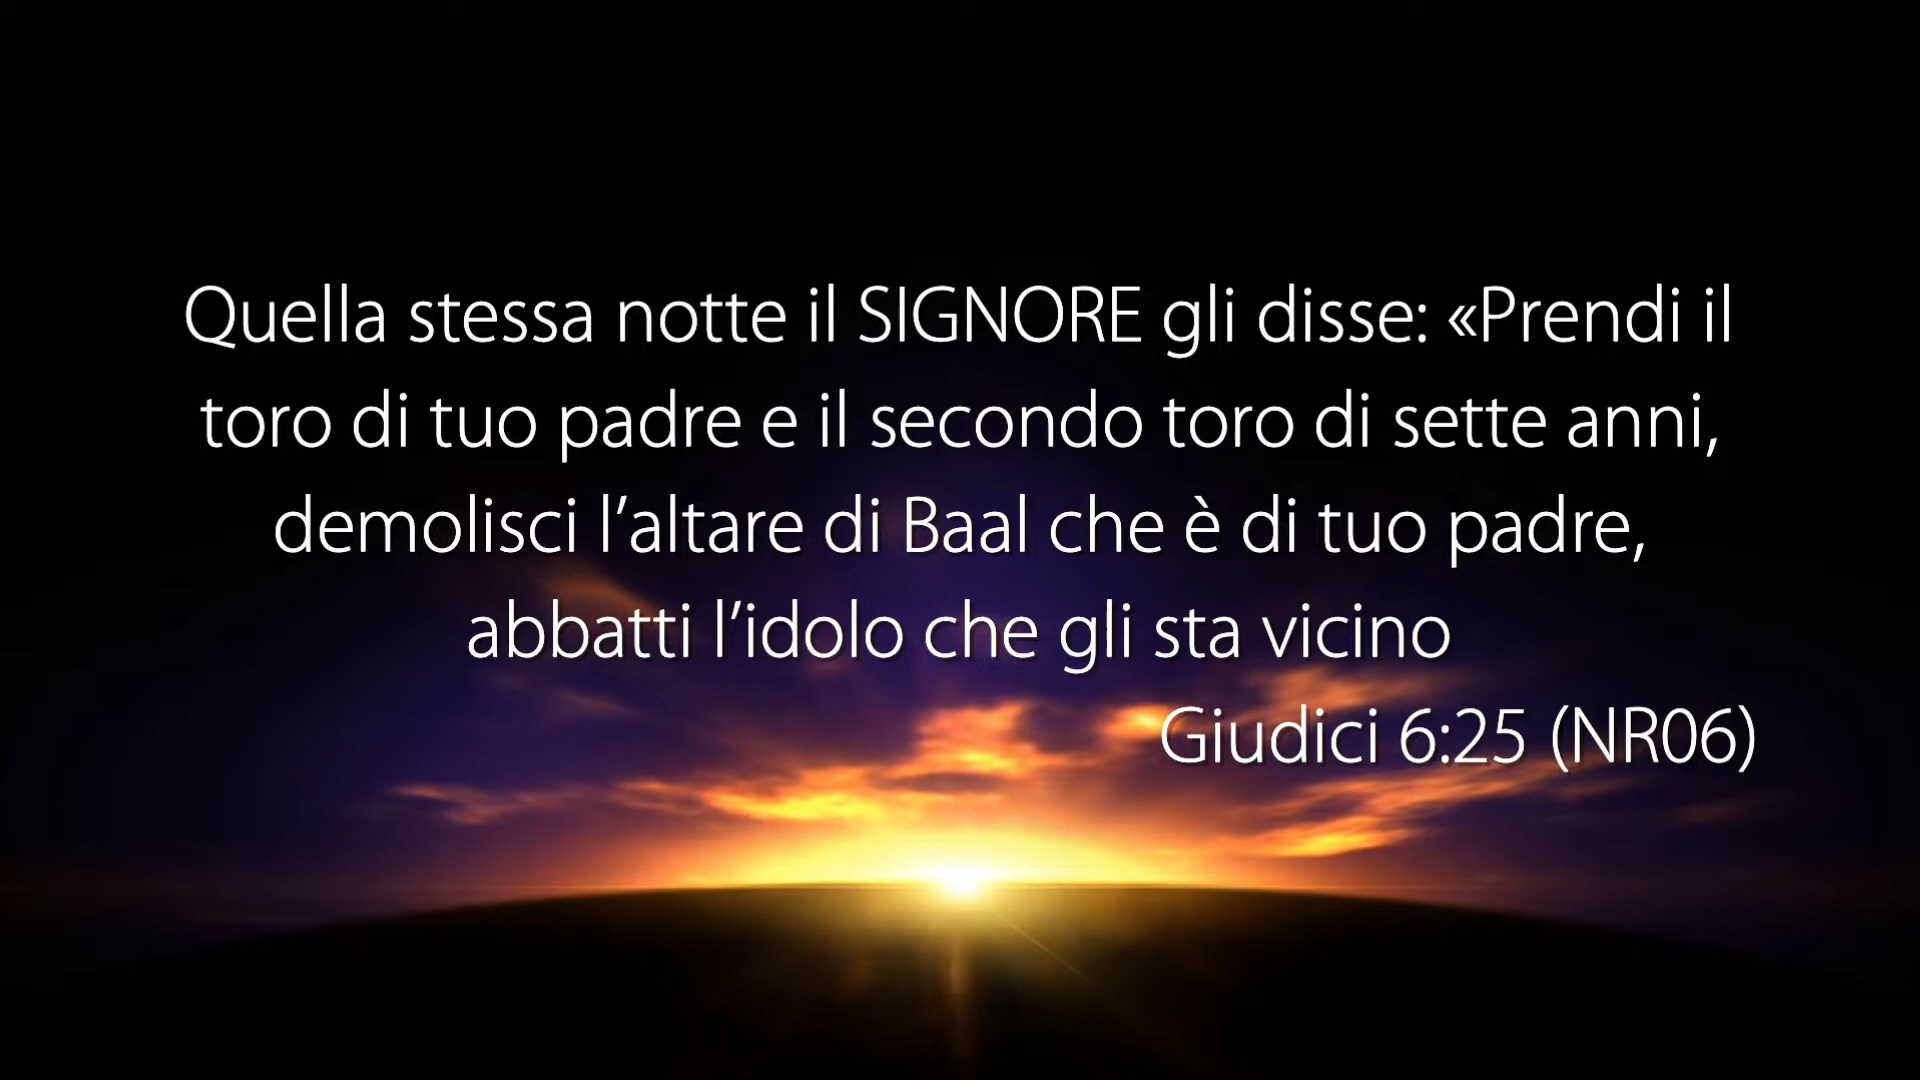 Quella stessa notte il SIGNORE gli disse: «Prendi il
toro di tuo padre e il secondo toro di sette anni,
demolisci l’altare di Baal che è di tuo padre,
abbatti l’idolo che gli sta vicino
Giudici 6:25 (NR06)